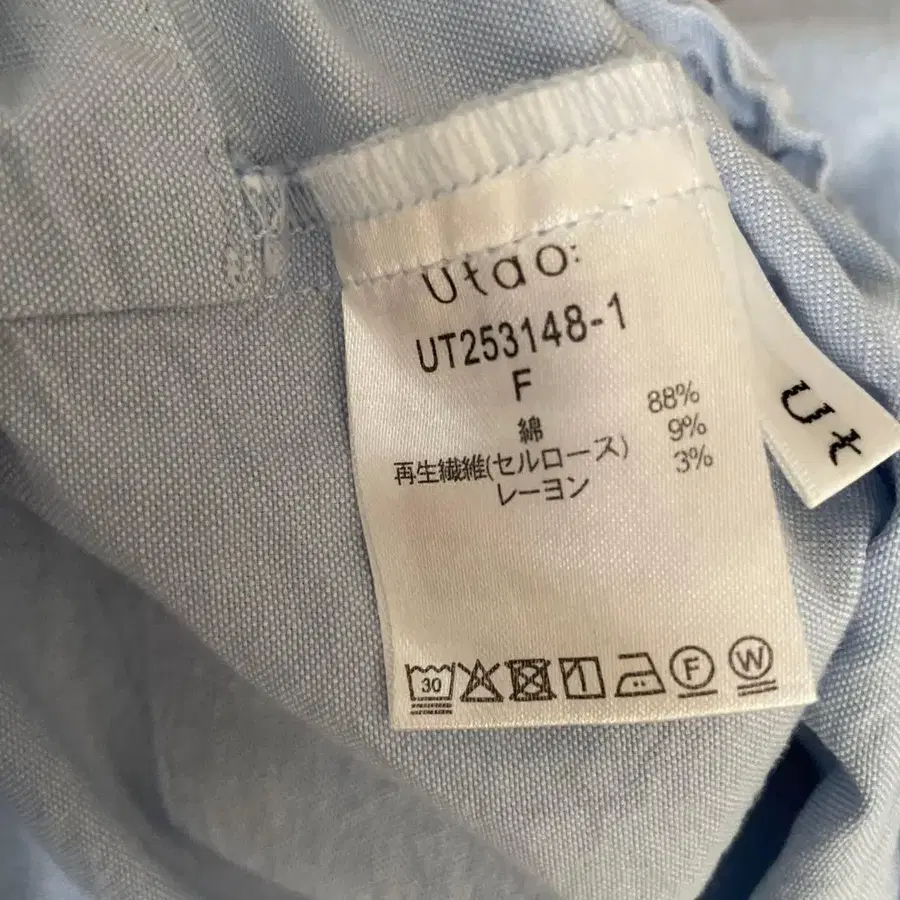 Utao:
UT253148-1
F
綿 88%
再生繊維(セルロース) 9%
レーヨン 3%
30
F
W
Ut